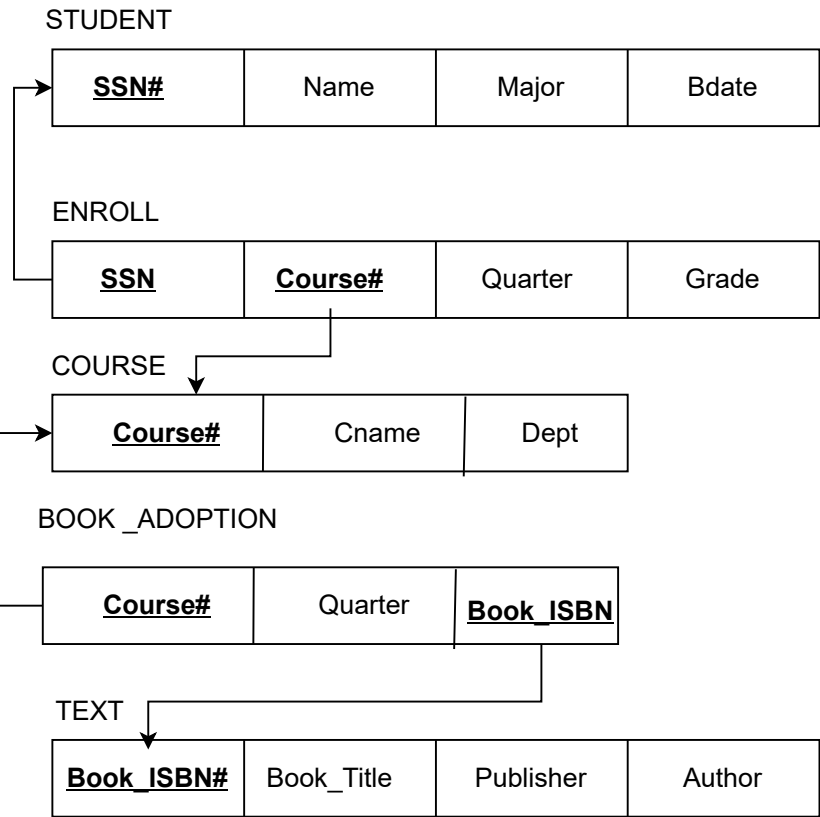 STUDENT
SSN# Name Major Bdate
ENROLL
SSN Course# Quarter Grade
COURSE
Course# Cname Dept
BOOK _ADOPTION
Course# Quarter Book_ISBN
TEXT
Book_ISBN# Book_Title Publisher Author